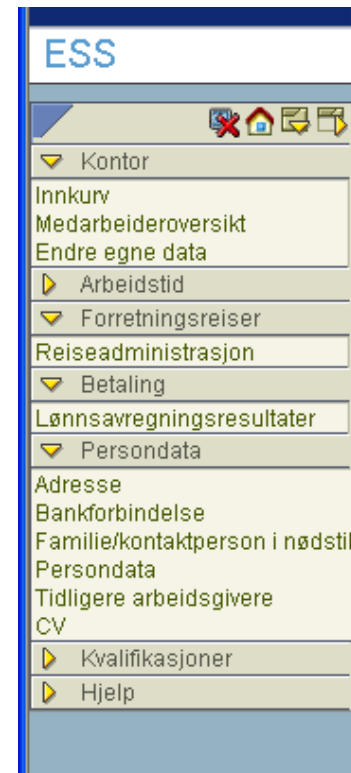 ESS
Kontor
Innkurv
Medarbeideroversikt
Endre egne data
Arbeidstid
Forretningsreiser
Reiseadministrasjon
Betaling
Lønnsavregningsresultater
Persondata
Adresse
Bankforbindelse
Familie/kontaktperson i nødstil
Persondata
Tidligere arbeidsgivere
CV
Kvalifikasjoner
Hjelp